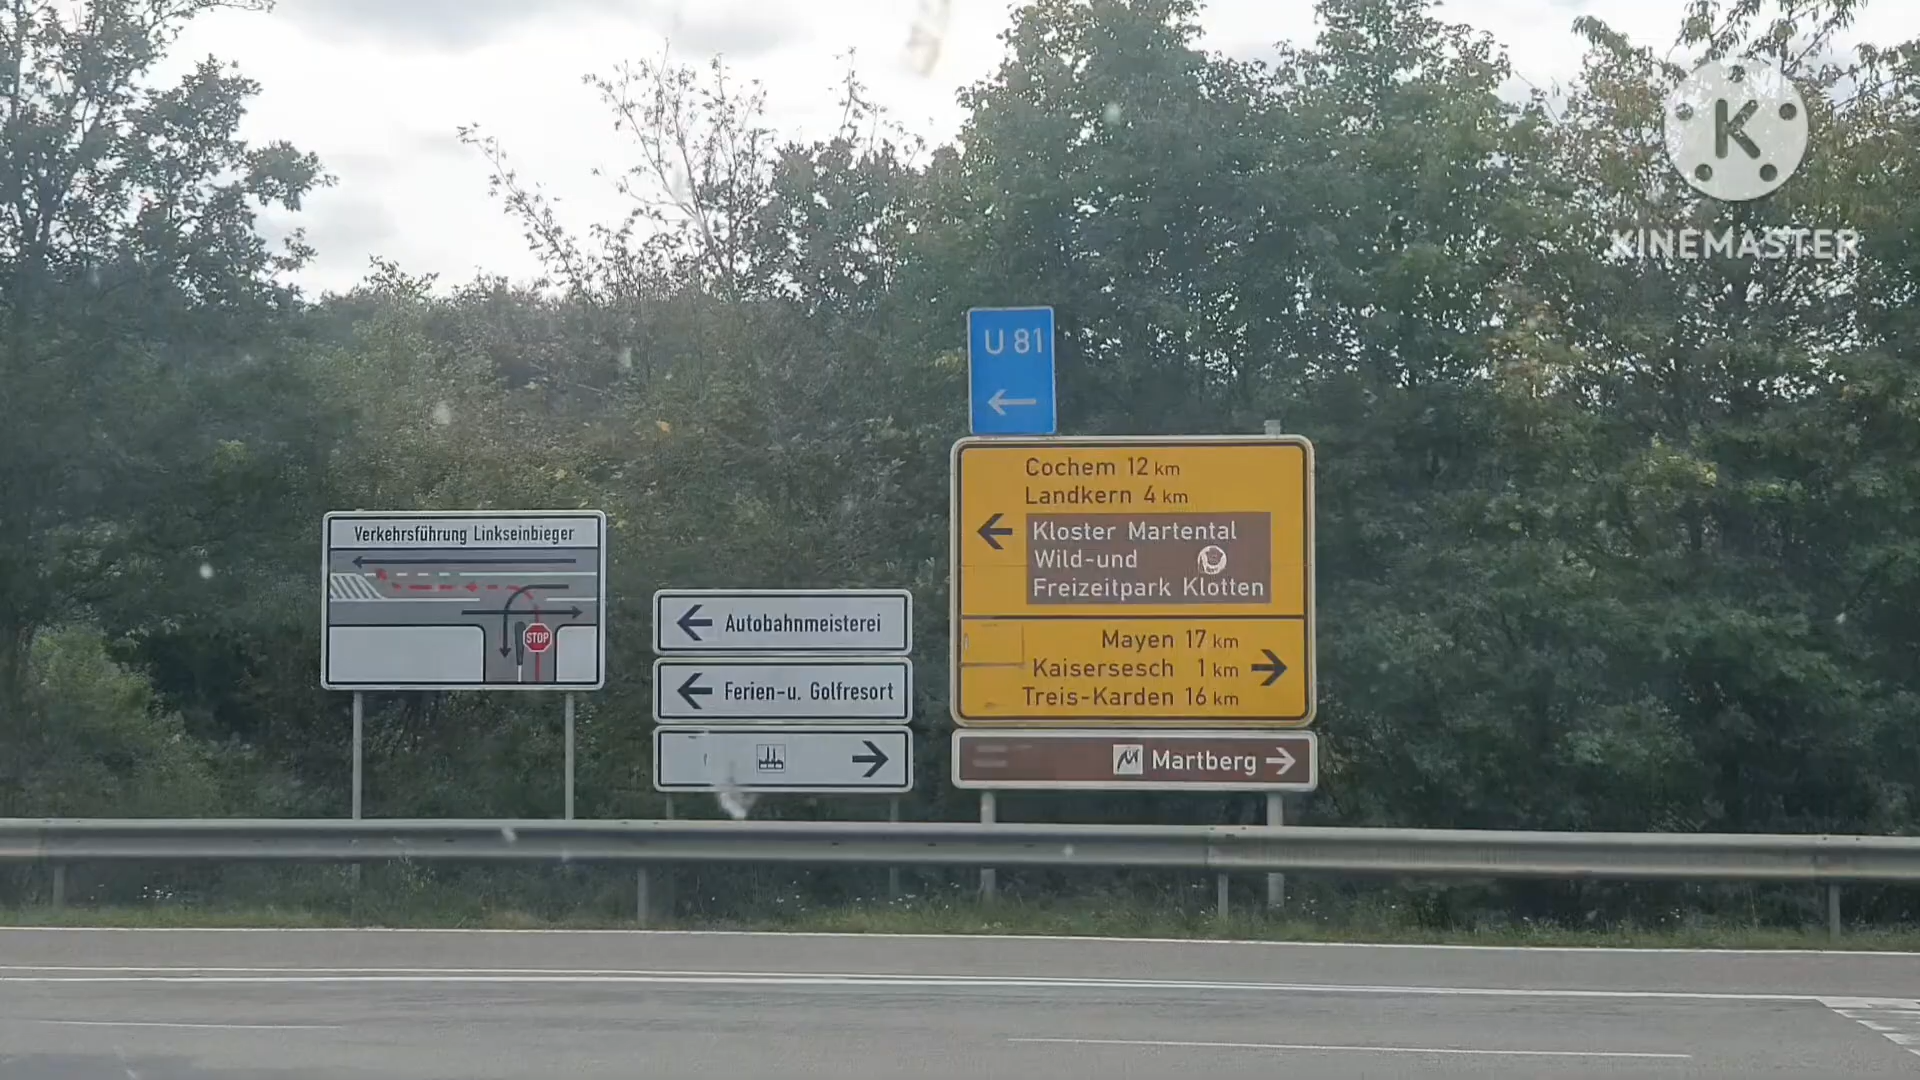 K
KINEMASTER
U 81
Cochem 12 km
Landkern 4 km
Kloster Martental
Wild-und
Freizeitpark Klotten
Mayen 17 km
Kaisersesch 1 km
Treis-Karden 16 km
Martberg
Verkehrsführung Linkseinbieger
STOP
Autobahnmeisterei
Ferien-u. Golfresort